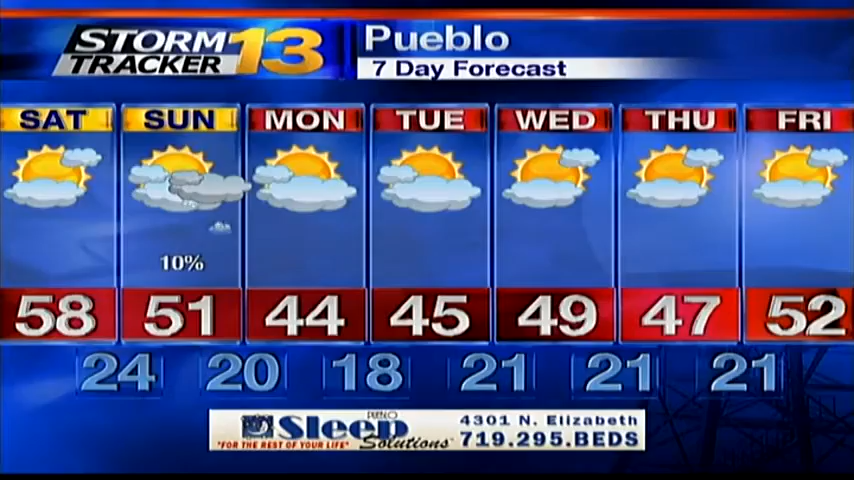 STORM
TRACKER 13
Pueblo
7 Day Forecast
SAT SUN MON TUE WED THU FRI
10%
58 51 44 45 49 47 52
24 20 18 21 21 21
PUEBLO
Sleep
Solutions
"FOR THE REST OF YOUR LIFE"
4301 N. Elizabeth
719.295.BEDS